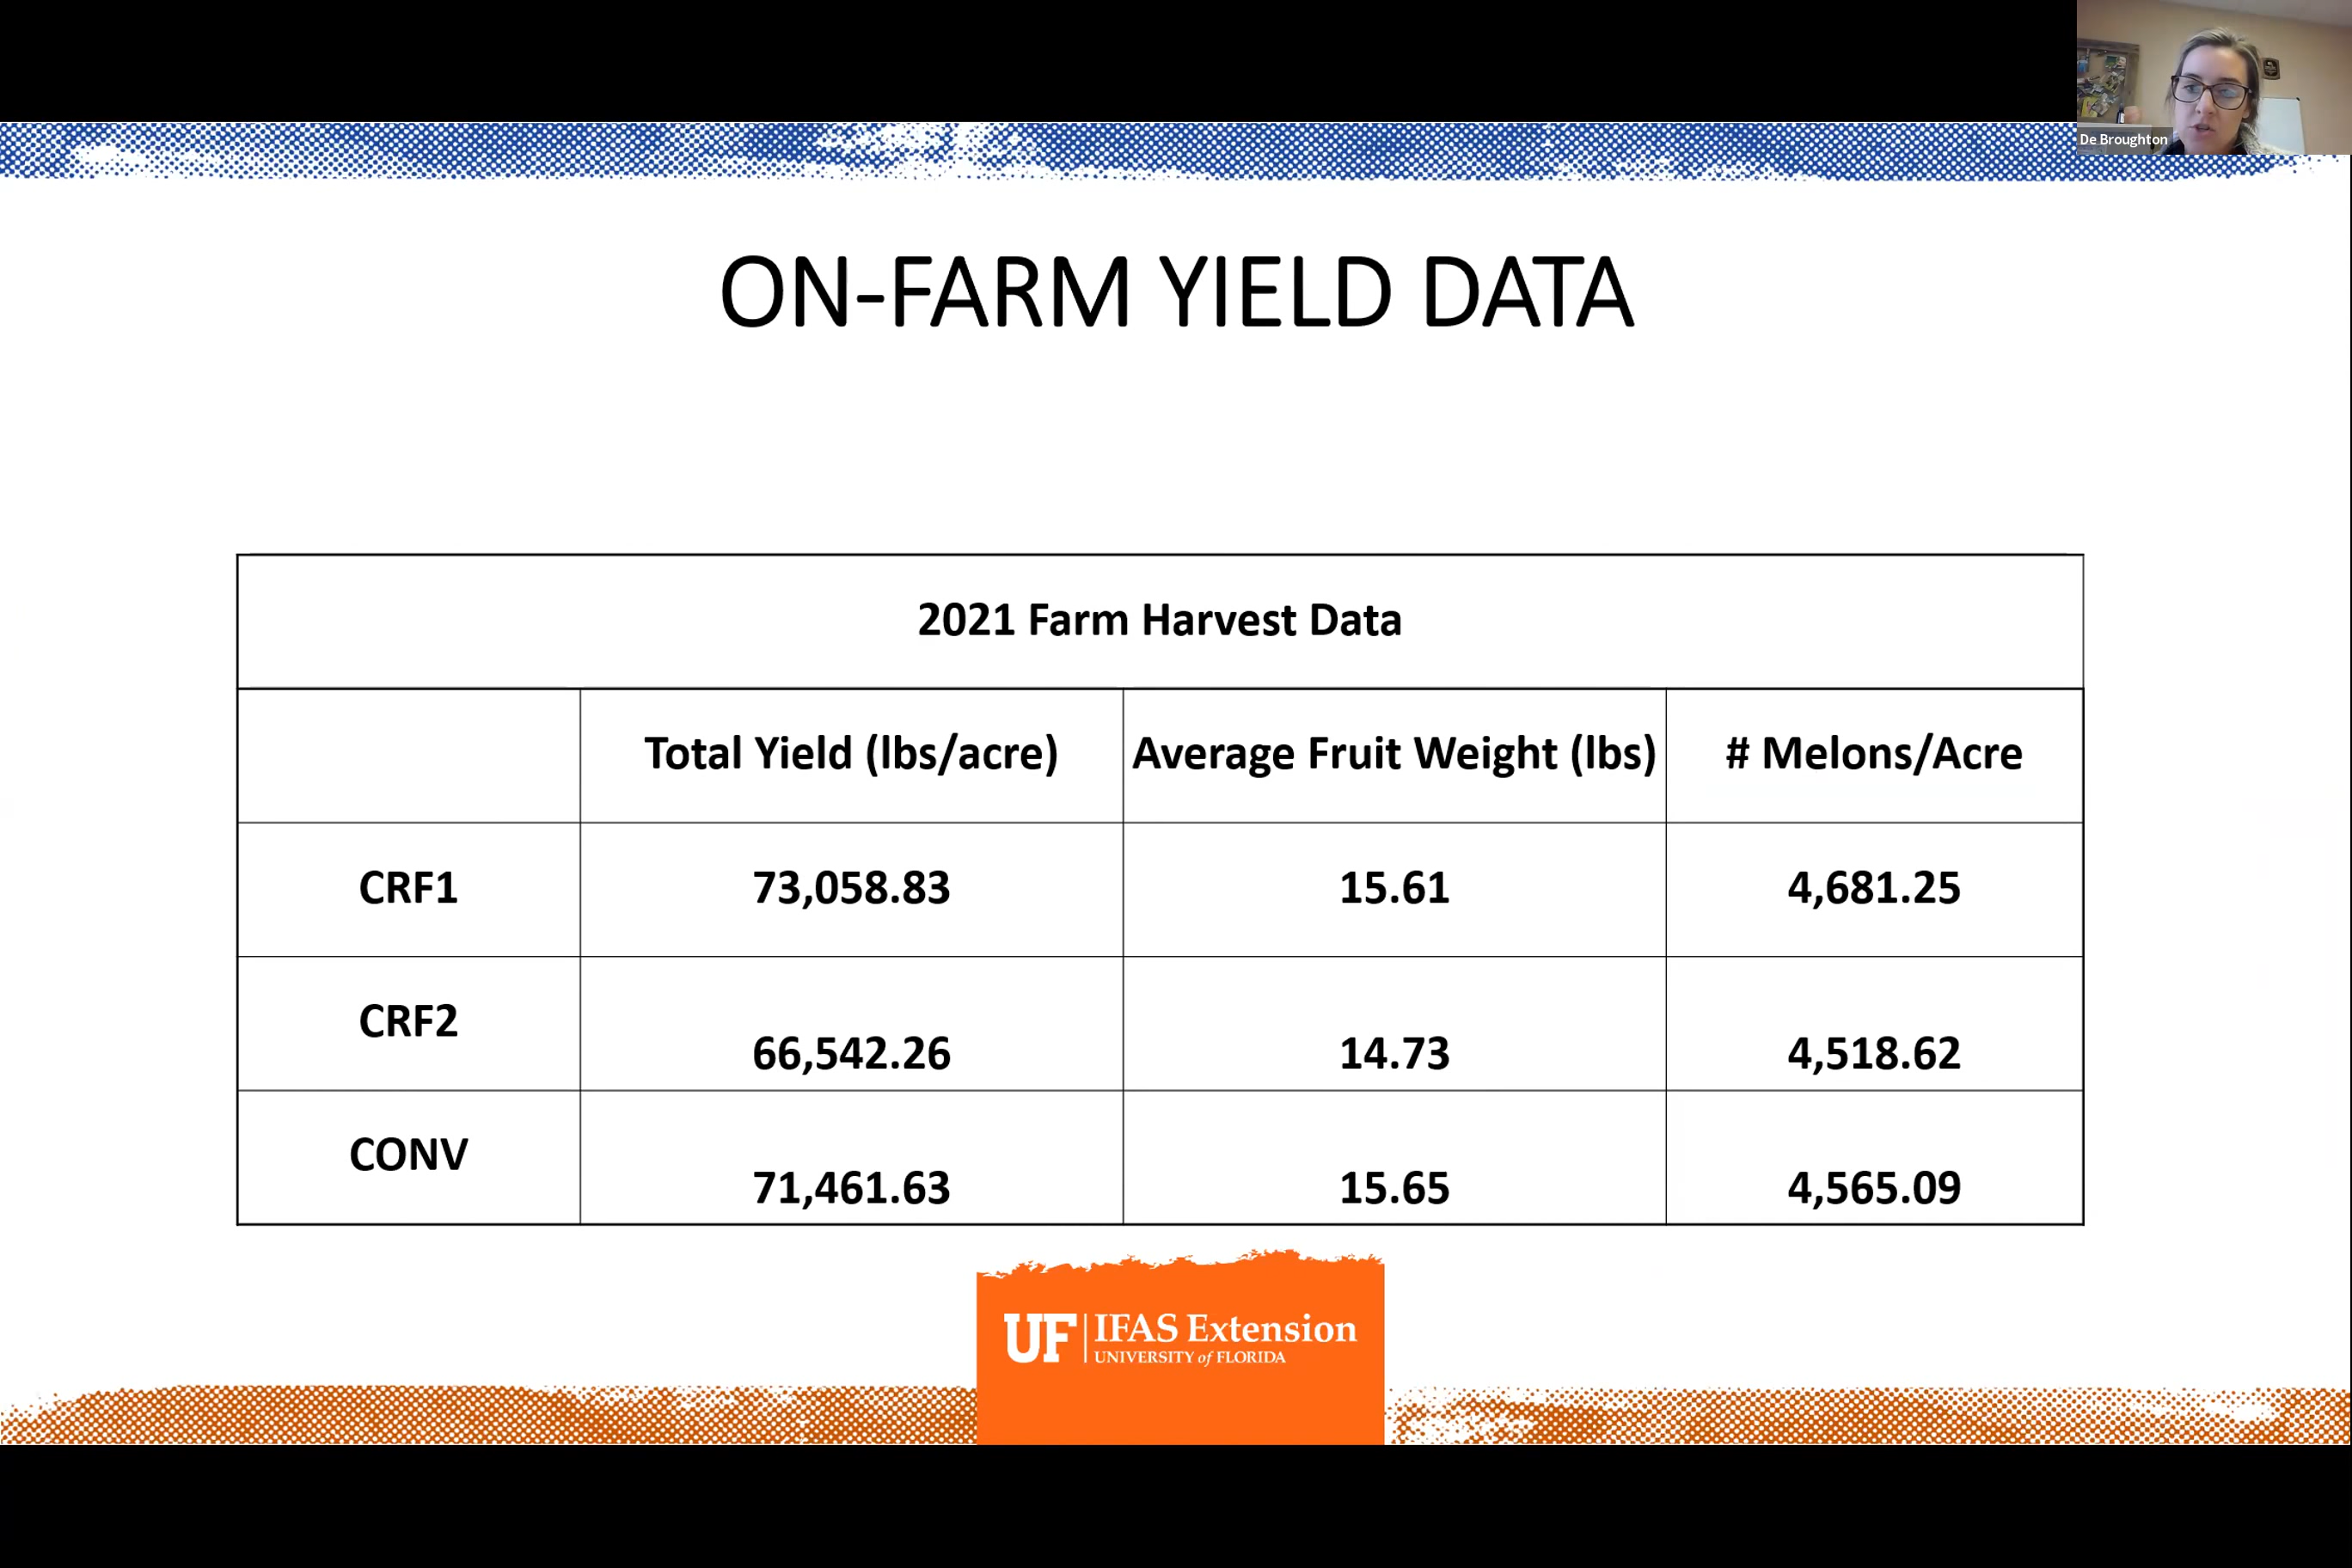 De Broughton
ON-FARM YIELD DATA
2021 Farm Harvest Data
Total Yield (lbs/acre) Average Fruit Weight (lbs) # Melons/Acre
CRF1 73,058.83 15.61 4,681.25
CRF2 66,542.26 14.73 4,518.62
CONV 71,461.63 15.65 4,565.09
UF IFAS Extension
UNIVERSITY of FLORIDA